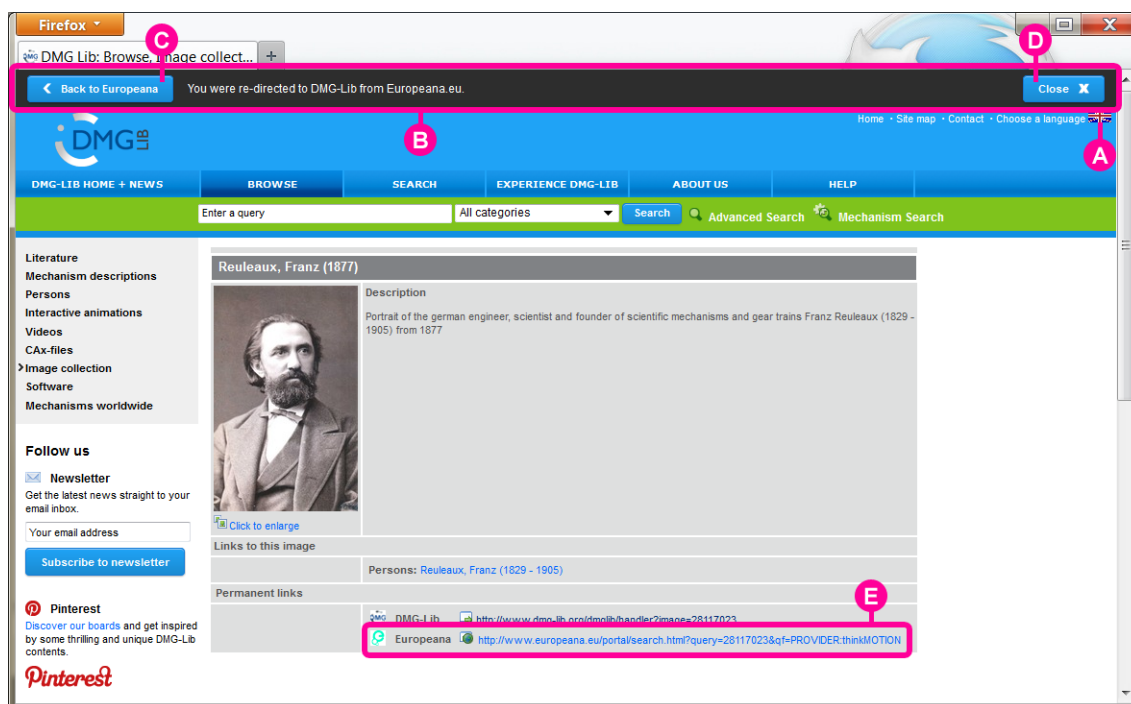 Firefox
C
D
DMG Lib: Browse, Image collect... +
Back to Europeana You were re-directed to DMG-Lib from Europeana.eu. Close X
B
Home · Site map · Contact · Choose a language
DMG LIB
A
DMG-LIB HOME + NEWS BROWSE SEARCH EXPERIENCE DMG-LIB ABOUT US HELP
Enter a query All categories Search Advanced Search Mechanism Search
Literature
Mechanism descriptions
Persons
Interactive animations
Videos
CAx-files
Image collection
Software
Mechanisms worldwide
Follow us
Newsletter
Get the latest news straight to your
email inbox.
Your email address
Subscribe to newsletter
Pinterest
Discover our boards and get inspired
by some thrilling and unique DMG-Lib
contents.
Pinterest
Reuleaux, Franz (1877)
Description
Portrait of the german engineer, scientist and founder of scientific mechanisms and gear trains Franz Reuleaux (1829 -
1905) from 1877
Click to enlarge
Links to this image
Persons: Reuleaux, Franz (1829 - 1905)
Permanent links
E
DMG-Lib http://www.dmg-lib.org/dmglib/handler?image=28117023
Europeana http://www.europeana.eu/portal/search.html?query=28117023&qf=PROVIDER:thinkMOTION